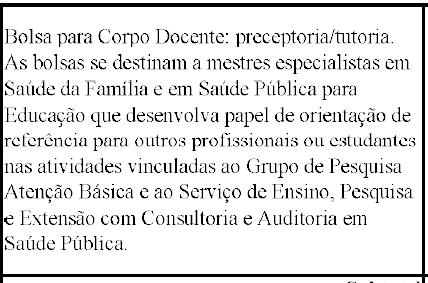 Bolsa para Corpo Docente: preceptoria/tutoria.
As bolsas se destinam a mestres especialistas em
Saúde da Família e em Saúde Pública para
Educação que desenvolva papel de orientação de
referência para outros profissionais ou estudantes
nas atividades vinculadas ao Grupo de Pesquisa
Atenção Básica e ao Serviço de Ensino, Pesquisa
e Extensão com Consultoria e Auditoria em
Saúde Pública.